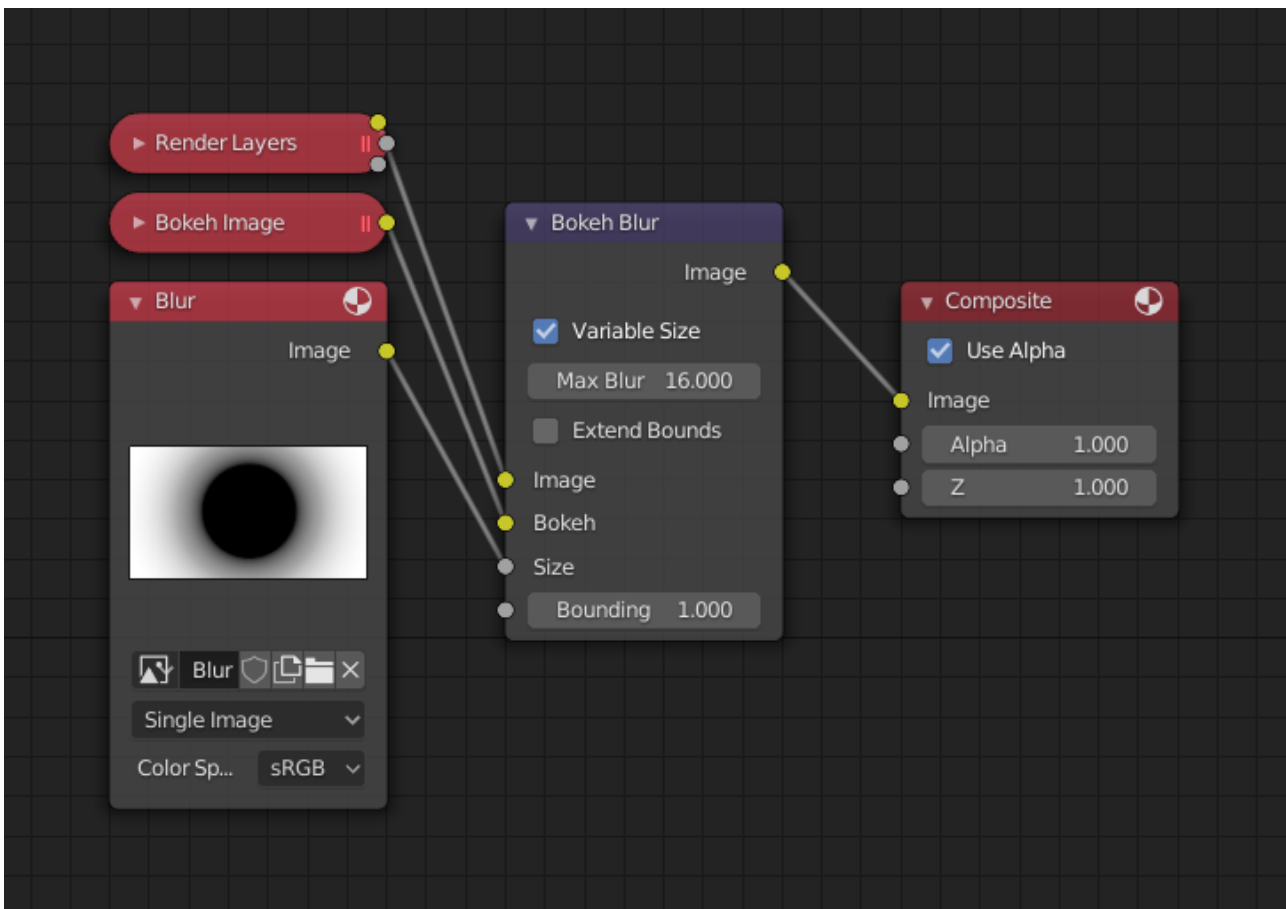 Render Layers
Bokeh Image
Blur
Image
Blur
Single Image
Color Sp...
sRGB
Bokeh Blur
Image
Variable Size
Max Blur 16.000
Extend Bounds
Image
Bokeh
Size
Bounding 1.000
Composite
Use Alpha
Image
Alpha 1.000
Z 1.000